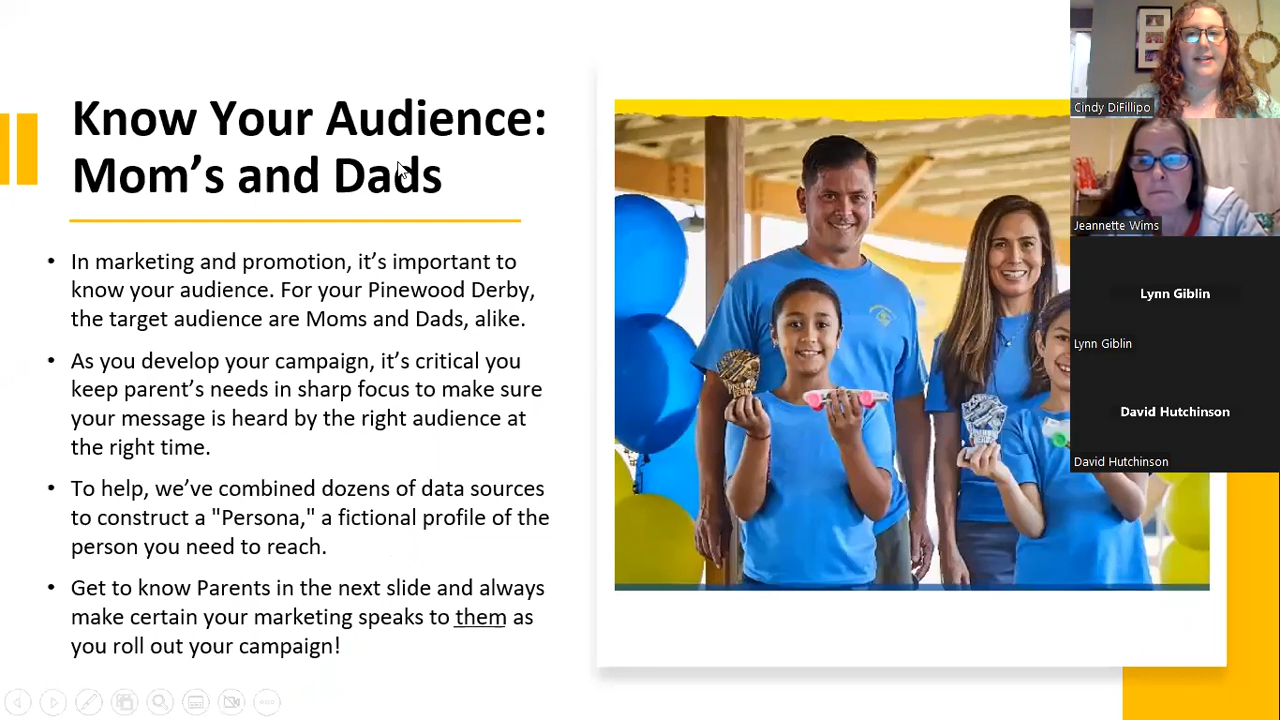 Know Your Audience:
Mom’s and Dads
• In marketing and promotion, it’s important to
know your audience. For your Pinewood Derby,
the target audience are Moms and Dads, alike.
• As you develop your campaign, it’s critical you
keep parent’s needs in sharp focus to make sure
your message is heard by the right audience at
the right time.
• To help, we’ve combined dozens of data sources
to construct a "Persona," a fictional profile of the
person you need to reach.
• Get to know Parents in the next slide and always
make certain your marketing speaks to them as
you roll out your campaign!
Cindy DiFillipo
Jeannette Wims
Lynn Giblin
Lynn Giblin
David Hutchinson
David Hutchinson